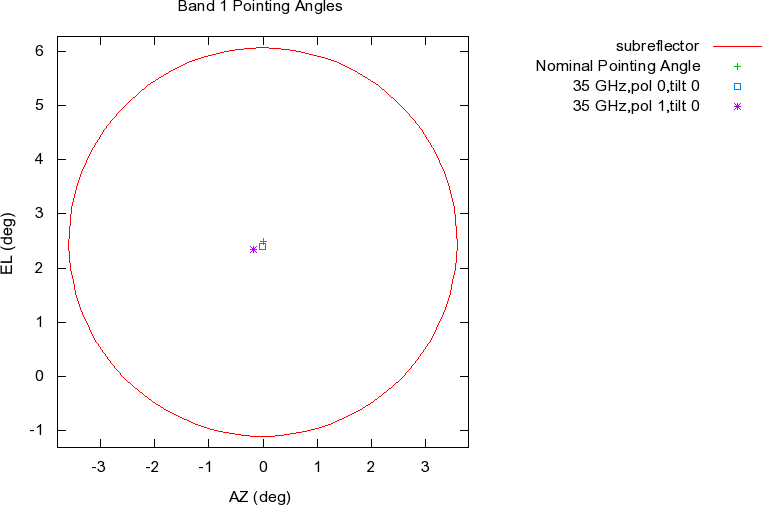 Band 1 Pointing Angles
subreflector
Nominal Pointing Angle
35 GHz,pol 0,tilt 0
35 GHz,pol 1,tilt 0
6
5
4
3
2
1
0
-1
EL (deg)
-3 -2 -1 0 1 2 3
AZ (deg)